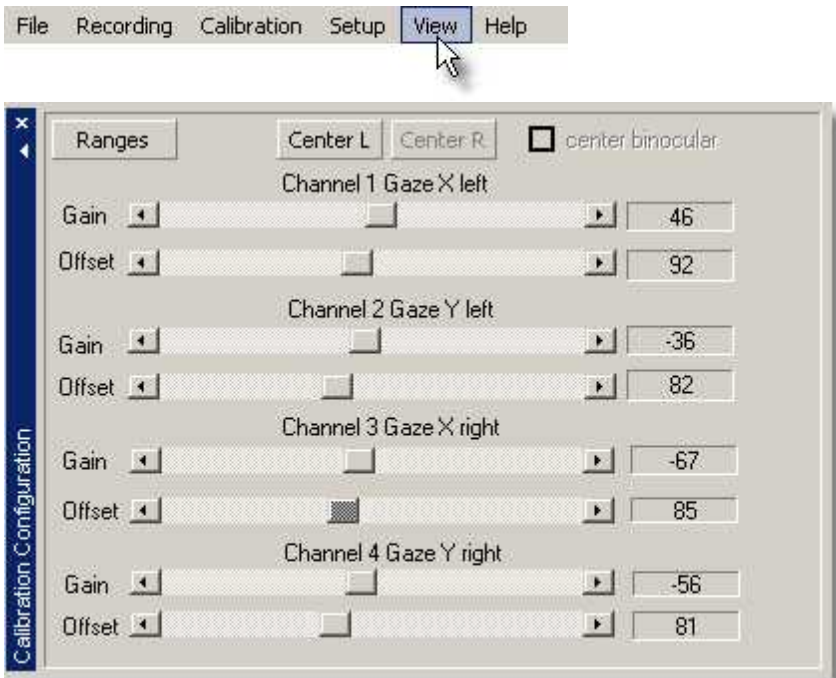 File Recording Calibration Setup View Help
Ranges Center L Center R center binocular
Channel 1 Gaze X left
Gain 46
Offset 92
Channel 2 Gaze Y left
Gain -36
Offset 82
Channel 3 Gaze X right
Gain -67
Offset 85
Channel 4 Gaze Y right
Gain -56
Offset 81
Calibration Configuration